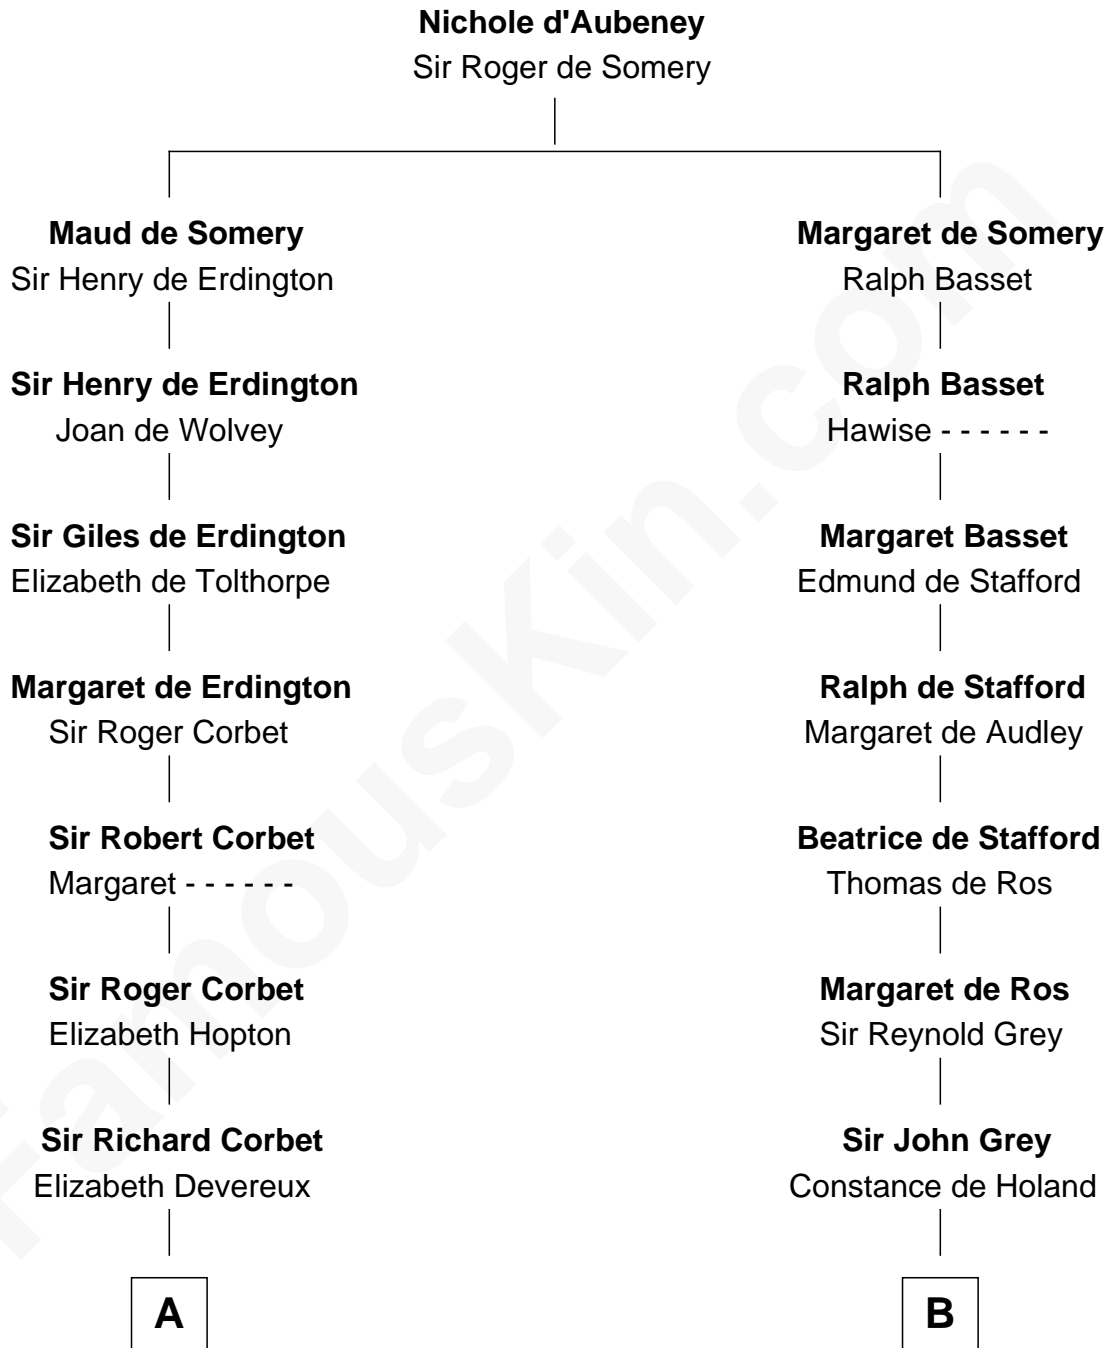 Nichole d'Aubeney
Sir Roger de Somery
Maud de Somery
Sir Henry de Erdington
Margaret de Somery
Ralph Basset
Sir Henry de Erdington
Joan de Wolvey
Ralph Basset
Hawise - - - - - -
Sir Giles de Erdington
Elizabeth de Tolthorpe
Margaret Basset
Edmund de Stafford
Margaret de Erdington
Sir Roger Corbet
Ralph de Stafford
Margaret de Audley
Sir Robert Corbet
Margaret - - - - - -
Beatrice de Stafford
Thomas de Ros
Sir Roger Corbet
Elizabeth Hopton
Margaret de Ros
Sir Reynold Grey
Sir Richard Corbet
Elizabeth Devereux
Sir John Grey
Constance de Holand
A
B
FamousKin.com